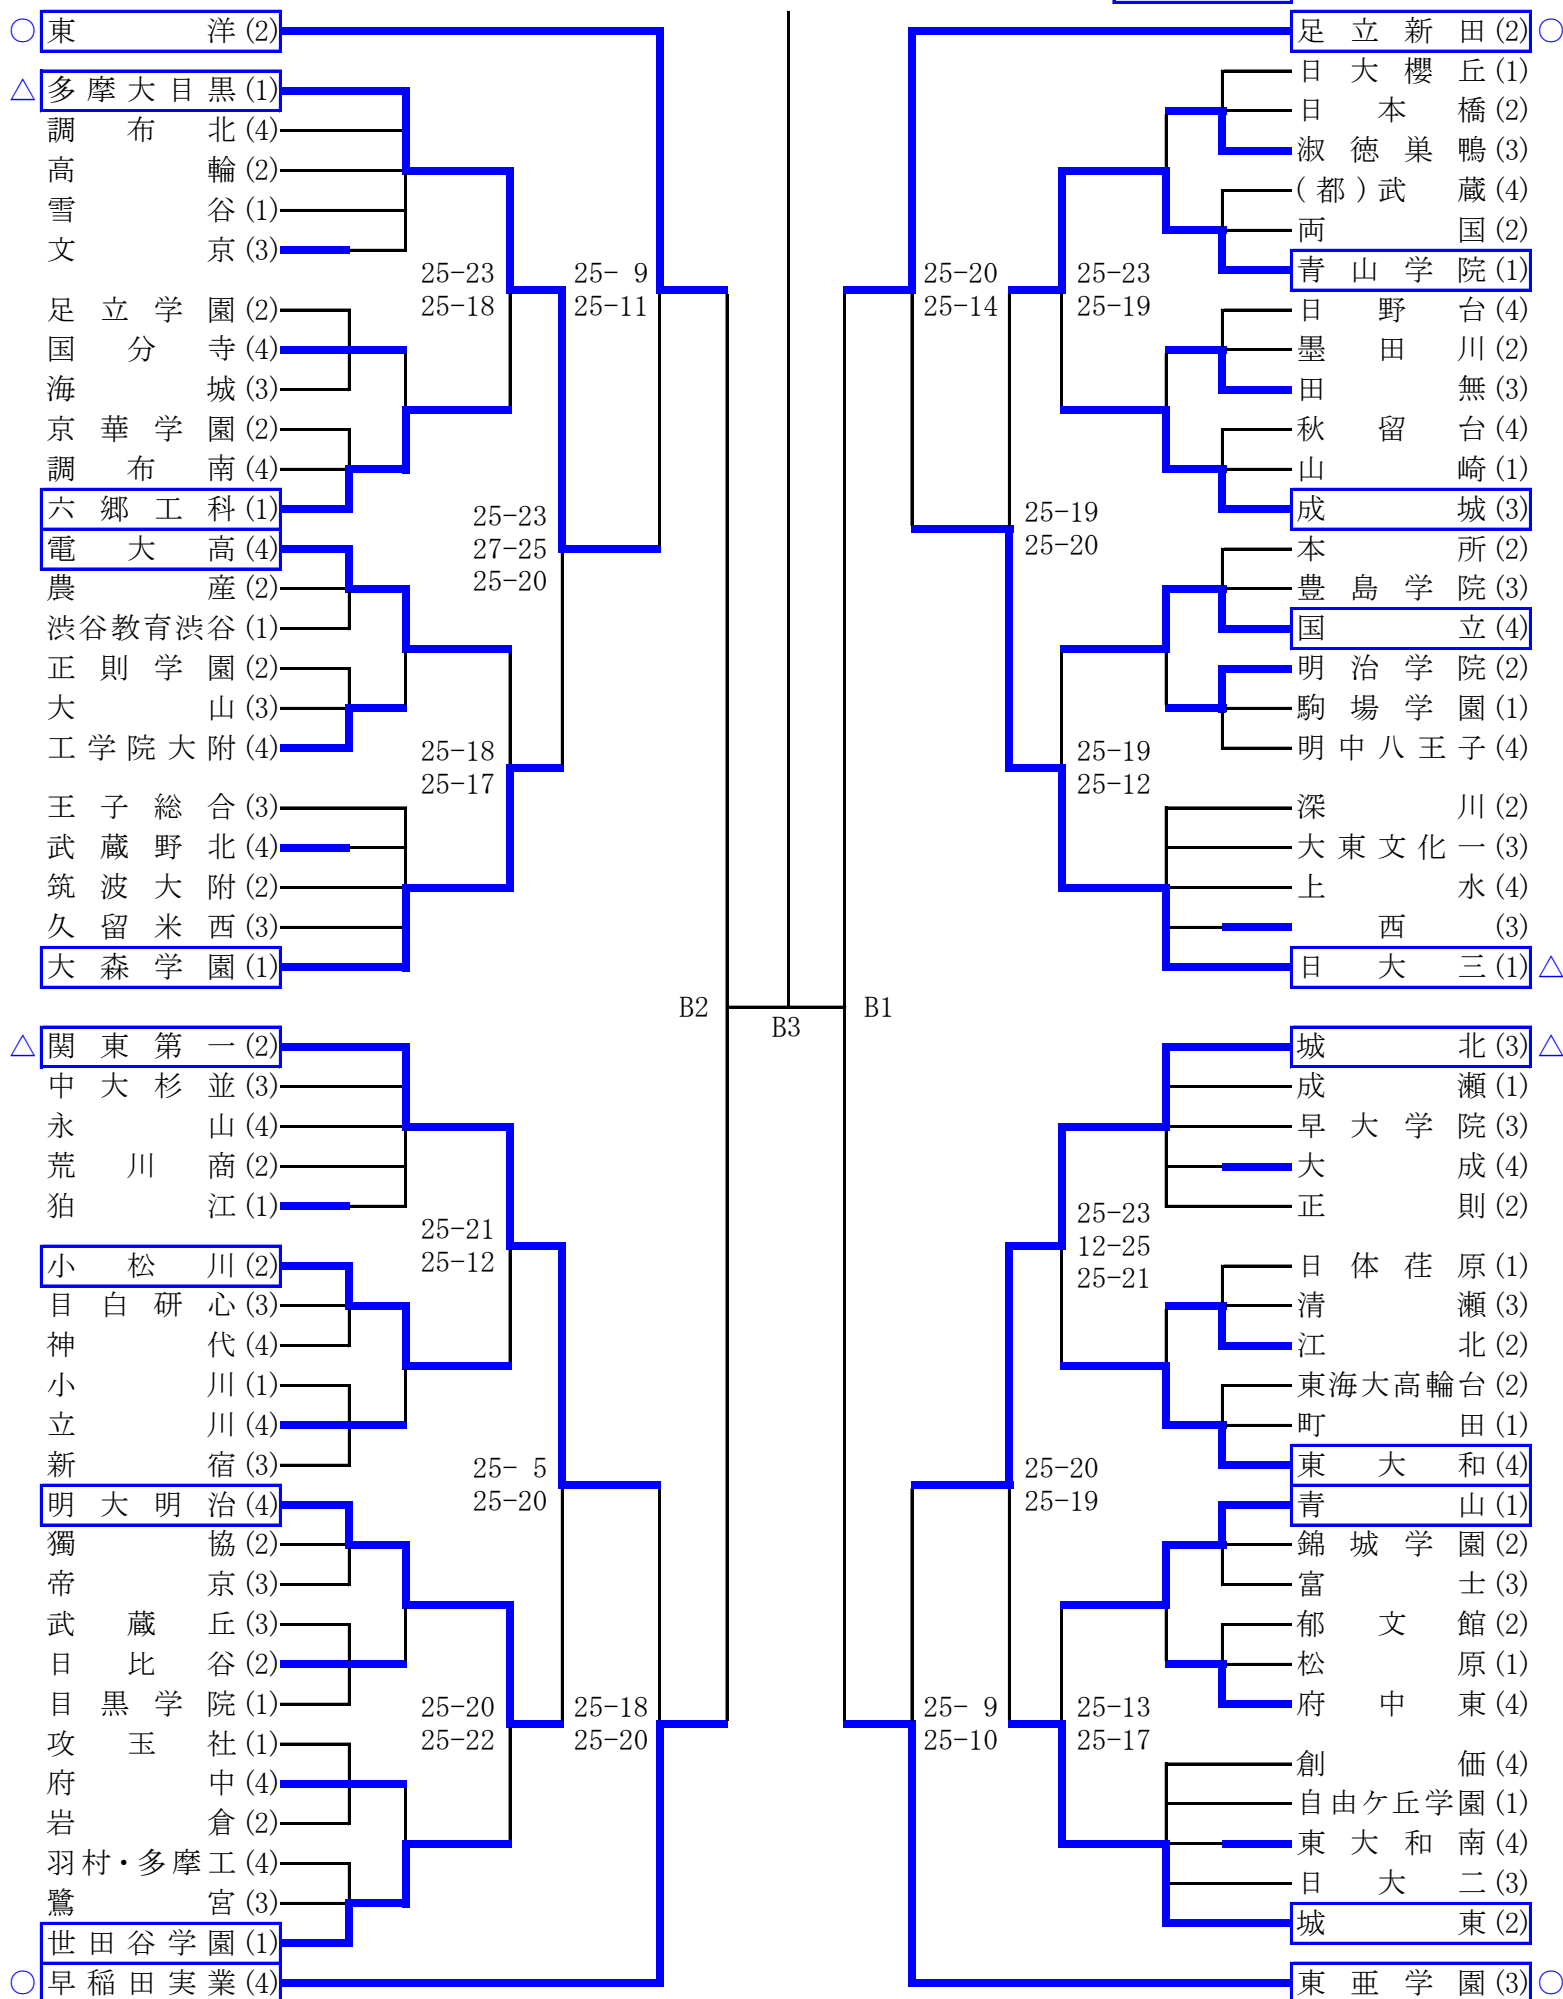 ○ 東洋(2)
△ 多摩大目黒(1)
調布北(4)
高輪(2)
雪谷(1)
文京(3)
足立学園(2)
国分寺(4)
海城(3)
京華学園(2)
調布南(4)
六郷工科(1)
電大高(4)
農産(2)
渋谷教育渋谷(1)
正則学園(2)
大山(3)
工学院大附(4)
王子総合(3)
武蔵野北(4)
筑波大附(2)
久留米西(3)
大森学園(1)
△ 関東第一(2)
中大杉並(3)
永山(4)
荒川商(2)
狛江(1)
小松川(2)
目白研心(3)
神代(4)
小川(1)
立川(4)
新宿(3)
明大明治(4)
獨協(2)
帝京(3)
武蔵丘(3)
日比谷(2)
目黒学院(1)
攻玉社(1)
府中(4)
岩倉(2)
羽村・多摩工(4)
鷺宮(3)
世田谷学園(1)
○ 早稲田実業(4)
25-23
25-18
25- 9
25-11
25-23
27-25
25-20
25-18
25-17
25-21
25-12
25- 5
25-20
25-20
25-22
25-18
25-20
B2
B3
B1
25-20
25-14
25-23
25-19
25-19
25-20
25-19
25-12
25-23
12-25
25-21
25-20
25-19
25- 9
25-10
25-13
25-17
足立新田(2) ○
日大櫻丘(1)
日本橋(2)
淑徳巣鴨(3)
(都)武蔵(4)
両国(2)
青山学院(1)
日野台(4)
墨田川(2)
田無(3)
秋留台(4)
山崎(1)
成城(3)
本所(2)
豊島学院(3)
国立(4)
明治学院(2)
駒場学園(1)
明中八王子(4)
深川(2)
大東文化一(3)
上水(4)
西(3)
日大三(1) △
城北(3) △
成瀬(1)
早大学院(3)
大成(4)
正則(2)
日体荏原(1)
清瀬(3)
江北(2)
東海大高輪台(2)
町田(1)
東大和(4)
青山(1)
錦城学園(2)
富士(3)
郁文館(2)
松原(1)
府中東(4)
創価(4)
自由ケ丘学園(1)
東大和南(4)
日大二(3)
城東(2)
東亜学園(3) ○